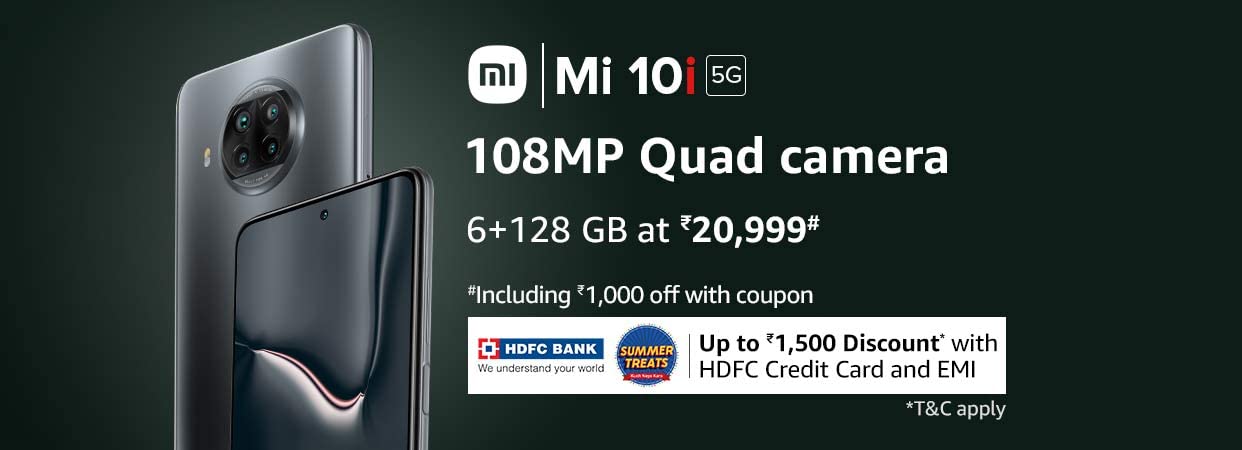 mi Mi 10i 5G
108MP Quad camera
6+128 GB at ₹20,999#
#Including ₹1,000 off with coupon
HDFC BANK
We understand your world
SUMMER
TREATS
Up to ₹1,500 Discount* with
HDFC Credit Card and EMI
*T&C apply